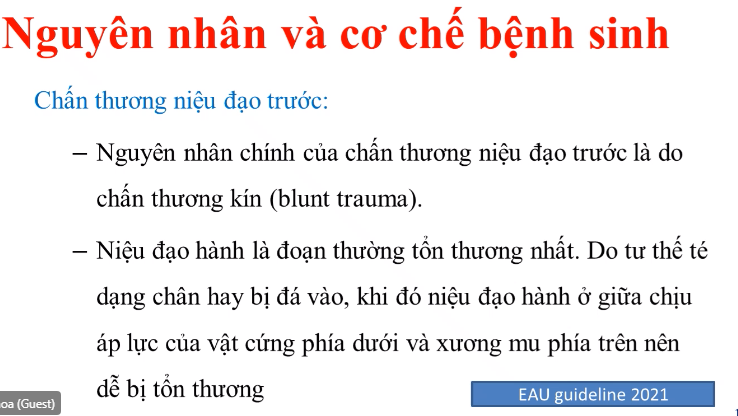 Nguyên nhân và cơ chế bệnh sinh
Chấn thương niệu đạo trước:
– Nguyên nhân chính của chấn thương niệu đạo trước là do
chấn thương kín (blunt trauma).
– Niệu đạo hành là đoạn thường tổn thương nhất. Do tư thế té
dạng chân hay bị đá vào, khi đó niệu đạo hành ở giữa chịu
áp lực của vật cứng phía dưới và xương mu phía trên nên
dễ bị tổn thương
oa (Guest)
EAU guideline 2021